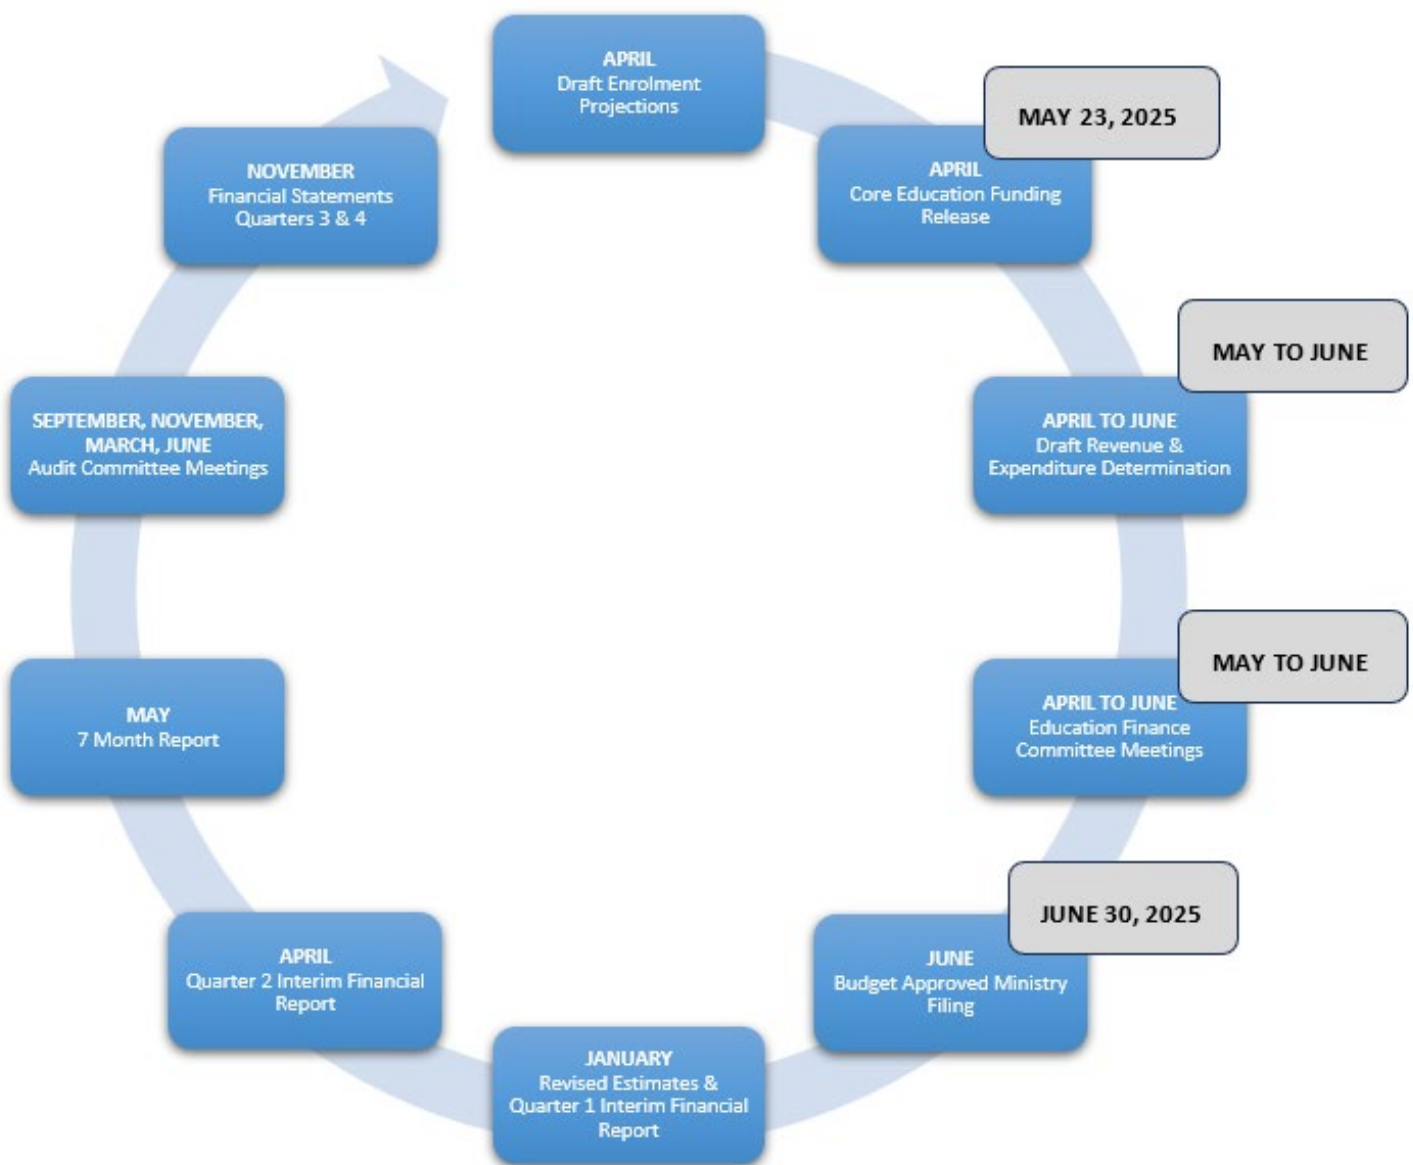 APRIL
Draft Enrolment
Projections
MAY 23, 2025
APRIL
Core Education Funding
Release
MAY TO JUNE
APRIL TO JUNE
Draft Revenue &
Expenditure Determination
MAY TO JUNE
APRIL TO JUNE
Education Finance
Committee Meetings
JUNE 30, 2025
JUNE
Budget Approved Ministry
Filing
JANUARY
Revised Estimates &
Quarter 1 Interim Financial
Report
APRIL
Quarter 2 Interim Financial
Report
MAY
7 Month Report
SEPTEMBER, NOVEMBER,
MARCH, JUNE
Audit Committee Meetings
NOVEMBER
Financial Statements
Quarters 3 & 4